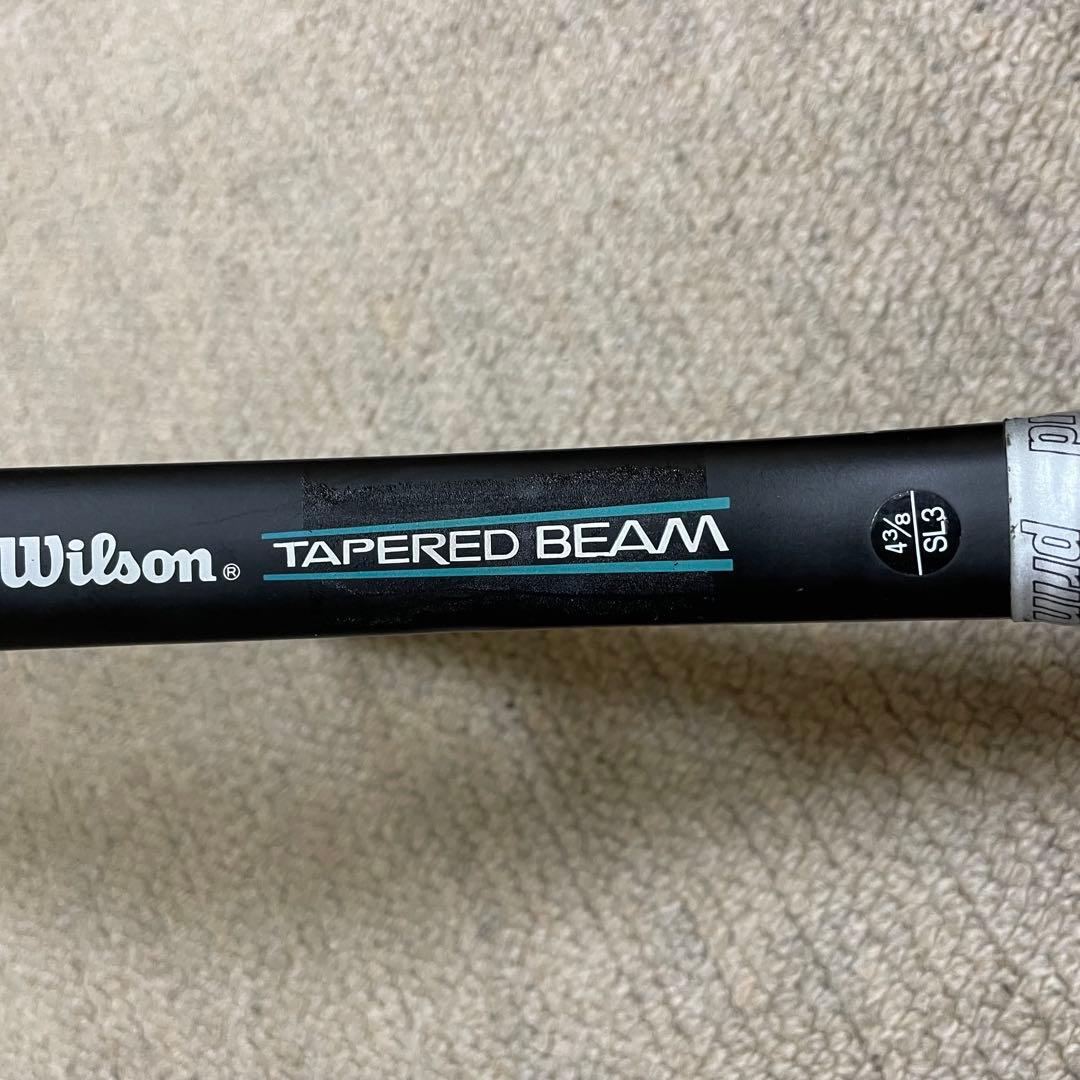 Wilson®
TAPERED BEAM
4 3/8
SL3